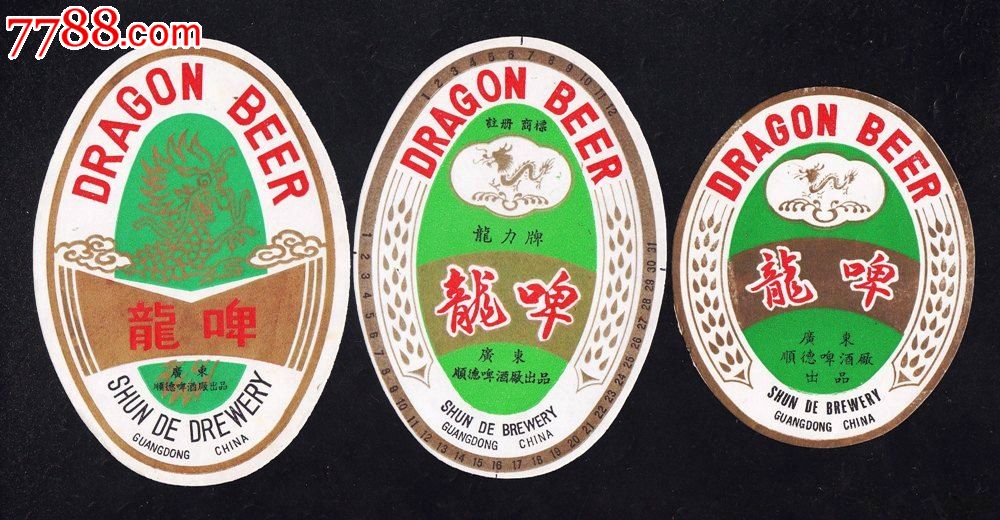 7788.com
DRAGON BEER
龍啤
廣東
順德啤酒厰出品
SHUN DE DREWERY
GUANGDONG CHINA
1 2 3 4 5 6 7 8 9 10 11 12
DRAGON BEER
註册 商標
龍力牌
龍啤
廣東
順德啤酒厰出品
SHUN DE BREWERY
GUANGDONG CHINA
1 2 3 4 5 6 7 8 9 10 11 12 13 14 15 16 17 18 19 20 21 22 23 24 25 26 27 28 29 30 31
DRAGON BEER
龍啤
廣東
順德啤酒厰
出品
SHUN DE BREWERY
GUANGDONG CHINA